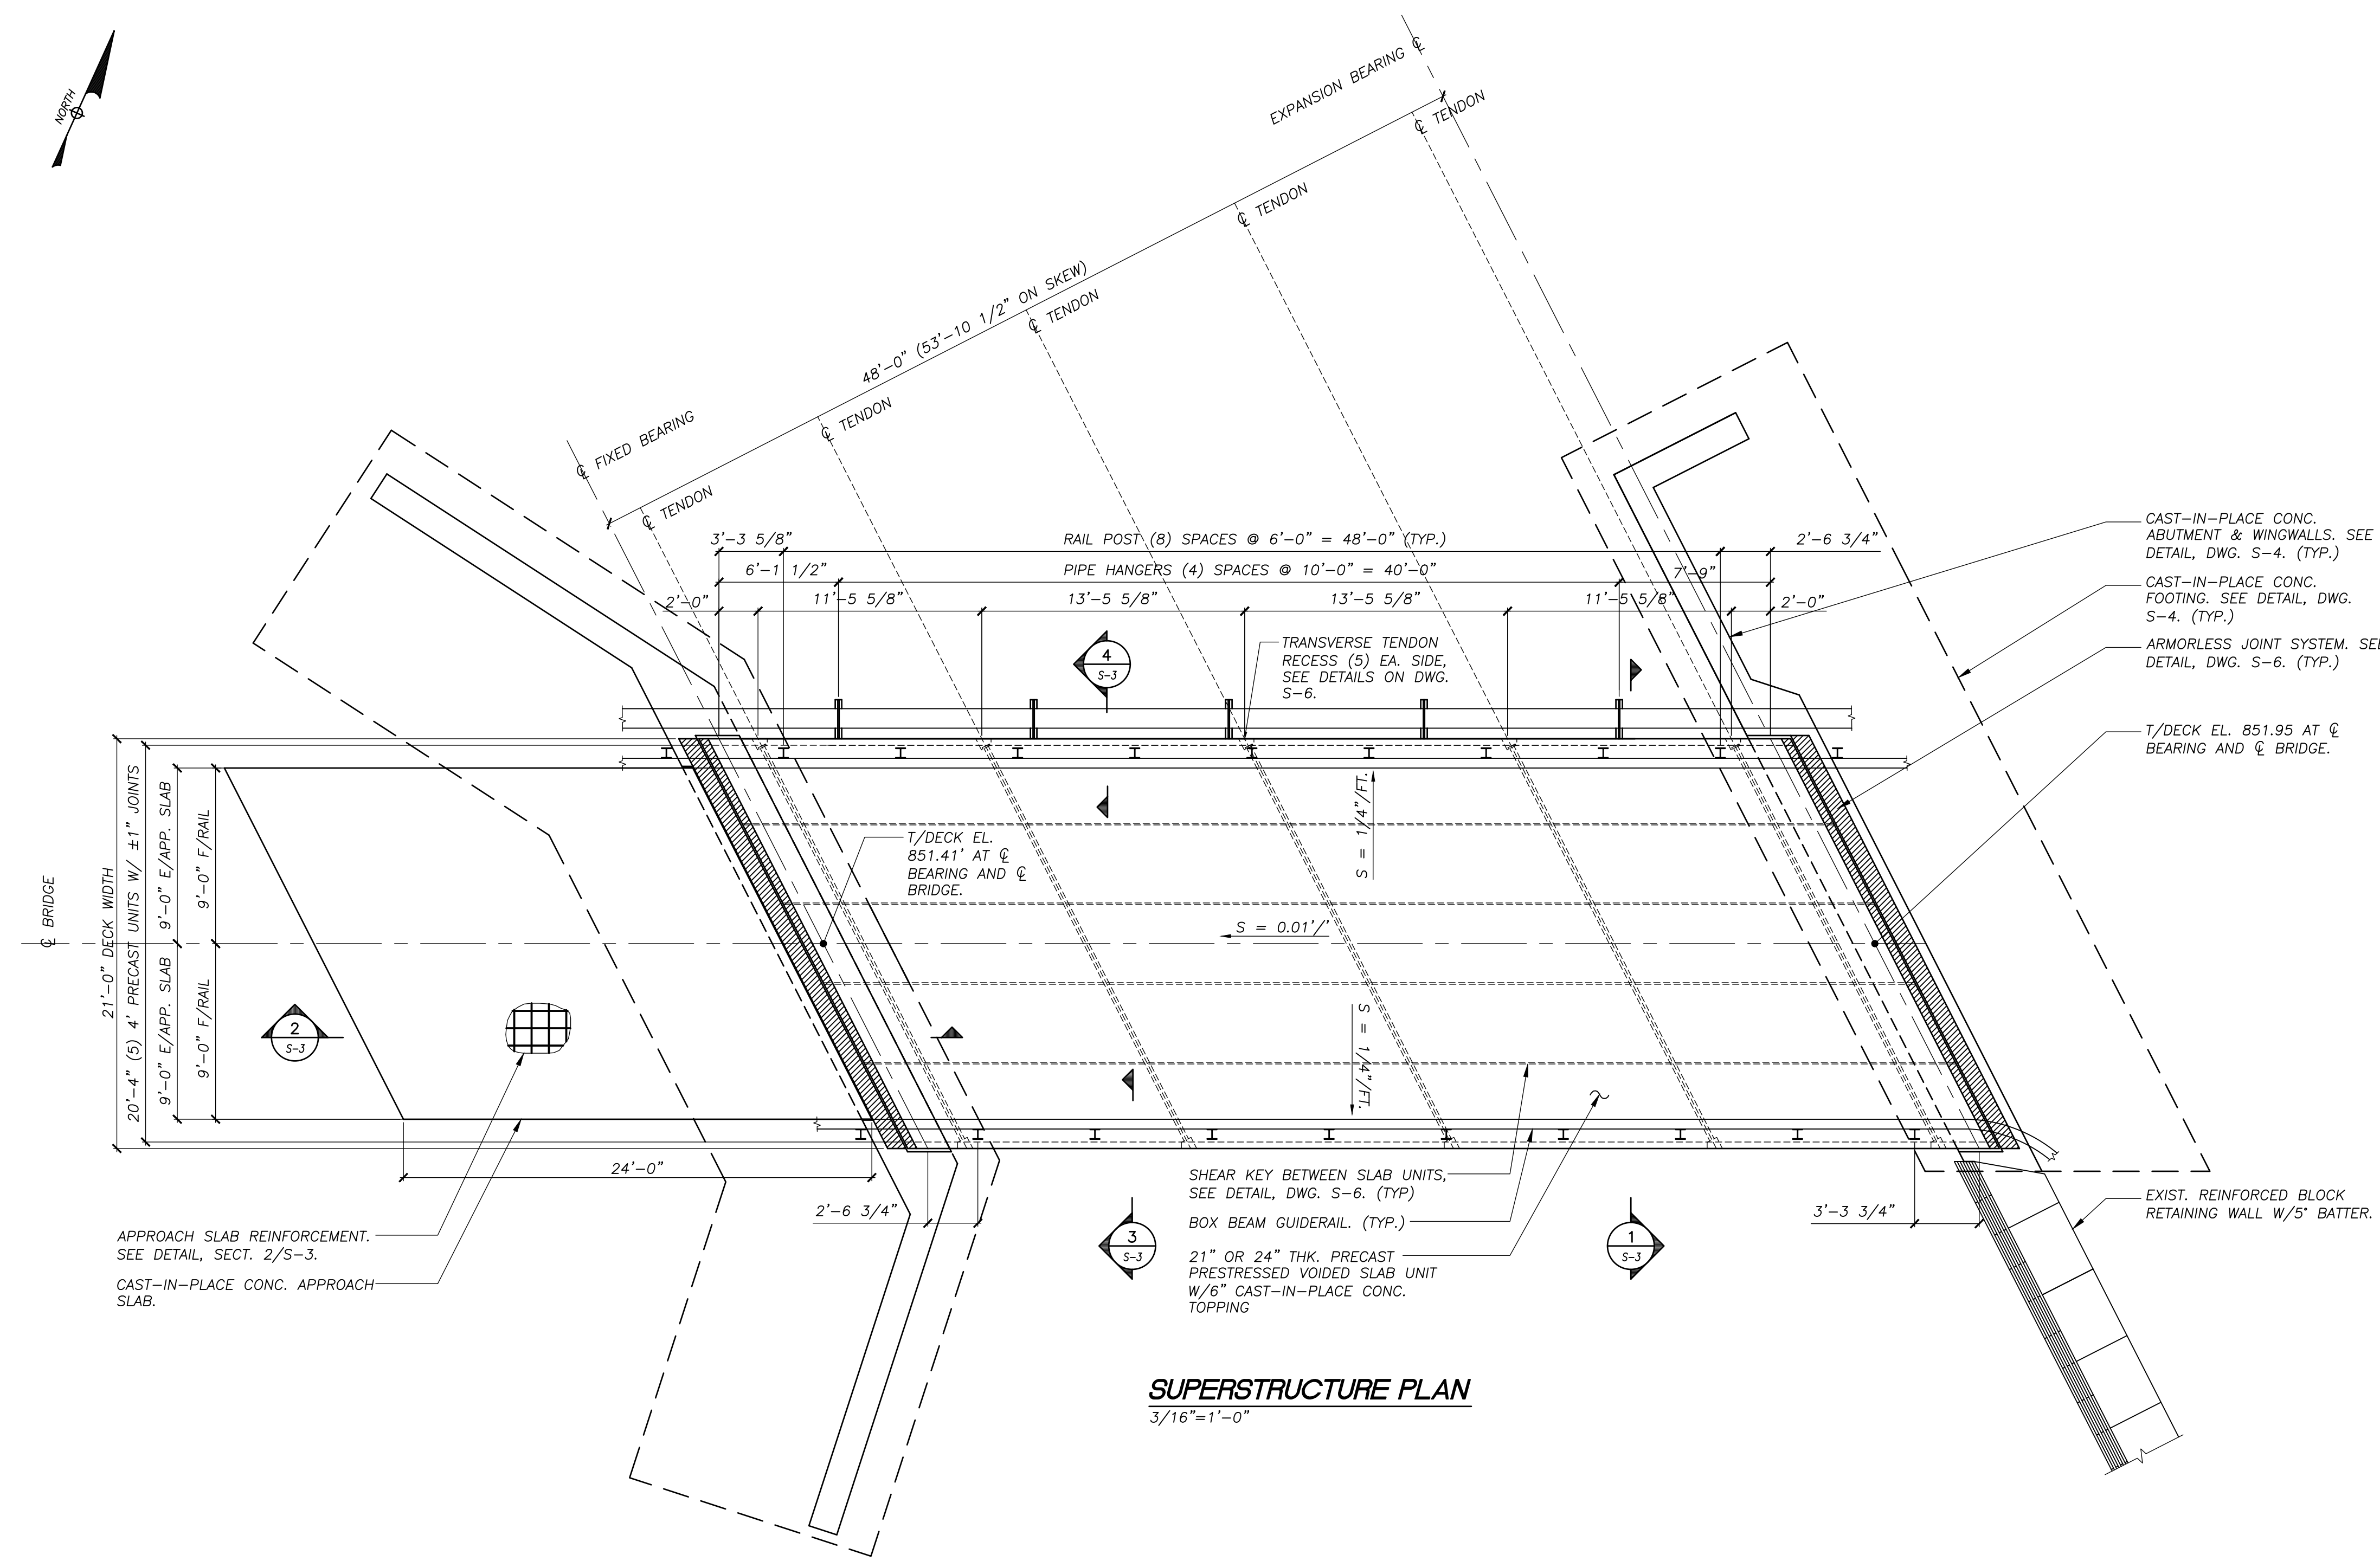 NORTH
EXPANSION BEARING ℄
℄ TENDON
℄ TENDON
48'-0" (53'-10 1/2" ON SKEW)
℄ TENDON
℄ TENDON
℄ FIXED BEARING
℄ TENDON
3'-3 5/8"
RAIL POST (8) SPACES @ 6'-0" = 48'-0" (TYP.)
2'-6 3/4"
6'-1 1/2"
PIPE HANGERS (4) SPACES @ 10'-0" = 40'-0"
7'-9"
2'-0"
11'-5 5/8"
13'-5 5/8"
13'-5 5/8"
11'-5 5/8"
2'-0"
CAST-IN-PLACE CONC.
ABUTMENT & WINGWALLS. SEE
DETAIL, DWG. S-4. (TYP.)
CAST-IN-PLACE CONC.
FOOTING. SEE DETAIL, DWG.
S-4. (TYP.)
ARMORLESS JOINT SYSTEM. SEE
DETAIL, DWG. S-6. (TYP.)
T/DECK EL. 851.95 AT ℄
BEARING AND ℄ BRIDGE.
4
S-3
TRANSVERSE TENDON
RECESS (5) EA. SIDE,
SEE DETAILS ON DWG.
S-6.
℄ BRIDGE
21'-0" DECK WIDTH
20'-4" (5) 4' PRECAST UNITS W/ ±1" JOINTS
9'-0" E/APP. SLAB
9'-0" E/APP. SLAB
9'-0" F/RAIL
9'-0" F/RAIL
T/DECK EL.
851.41' AT ℄
BEARING AND ℄
BRIDGE.
S = 1/4"/FT.
S = 0.01'/'
S = 1/4"/FT.
2
S-3
24'-0"
2'-6 3/4"
3'-3 3/4"
APPROACH SLAB REINFORCEMENT.
SEE DETAIL, SECT. 2/S-3.
CAST-IN-PLACE CONC. APPROACH
SLAB.
3
S-3
SHEAR KEY BETWEEN SLAB UNITS,
SEE DETAIL, DWG. S-6. (TYP)
BOX BEAM GUIDERAIL. (TYP.)
21" OR 24" THK. PRECAST
PRESTRESSED VOIDED SLAB UNIT
W/6" CAST-IN-PLACE CONC.
TOPPING
1
S-3
EXIST. REINFORCED BLOCK
RETAINING WALL W/5° BATTER.
SUPERSTRUCTURE PLAN
3/16"=1'-0"